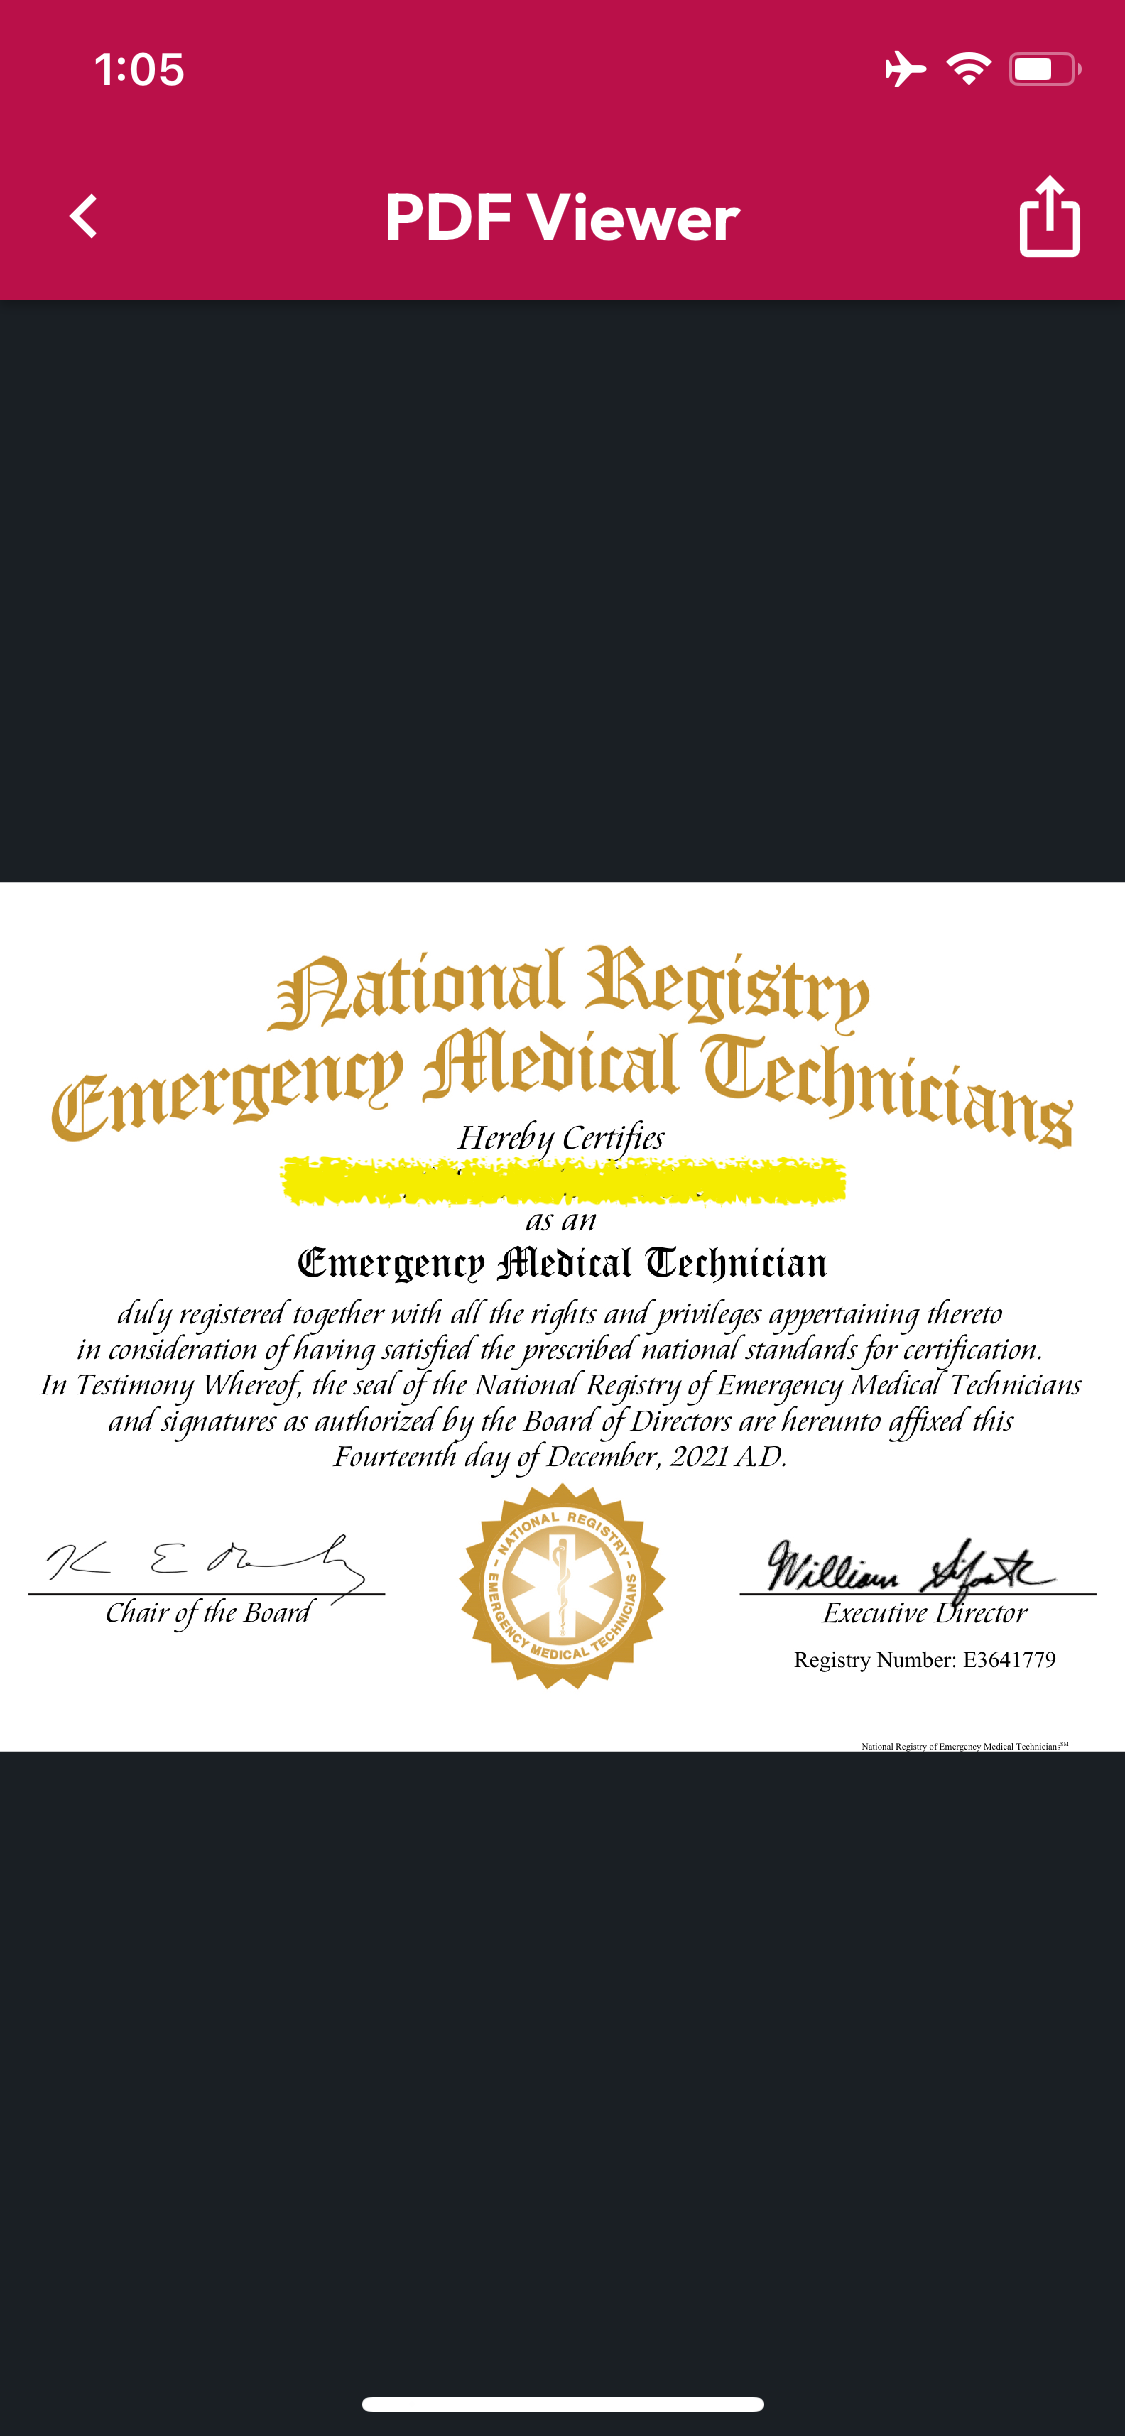 1:05
PDF Viewer
National Registry
Emergency Medical Technicians
Hereby Certifies
as an
Emergency Medical Technician
duly registered together with all the rights and privileges appertaining thereto
in consideration of having satisfied the prescribed national standards for certification.
In Testimony Whereof, the seal of the National Registry of Emergency Medical Technicians
and signatures as authorized by the Board of Directors are hereunto affixed this
Fourteenth day of December, 2021 A.D.
NATIONAL REGISTRY
EMERGENCY MEDICAL TECHNICIANS
William
Chair of the Board
Executive Director
Registry Number: E3641779
National Registry of Emergency Medical Technicians℠